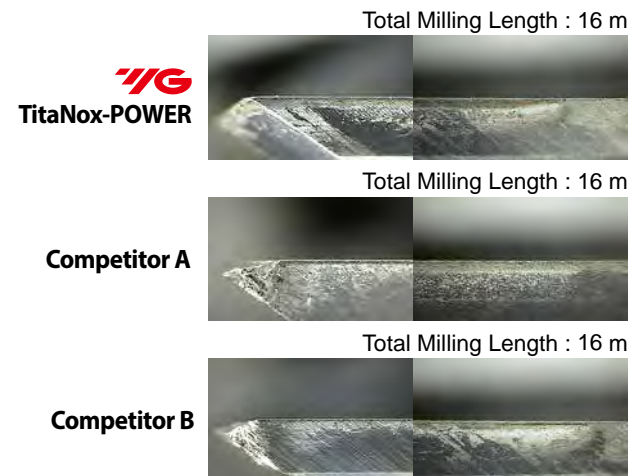 Total Milling Length : 16 m
YG
TitaNox-POWER
Total Milling Length : 16 m
Competitor A
Total Milling Length : 16 m
Competitor B